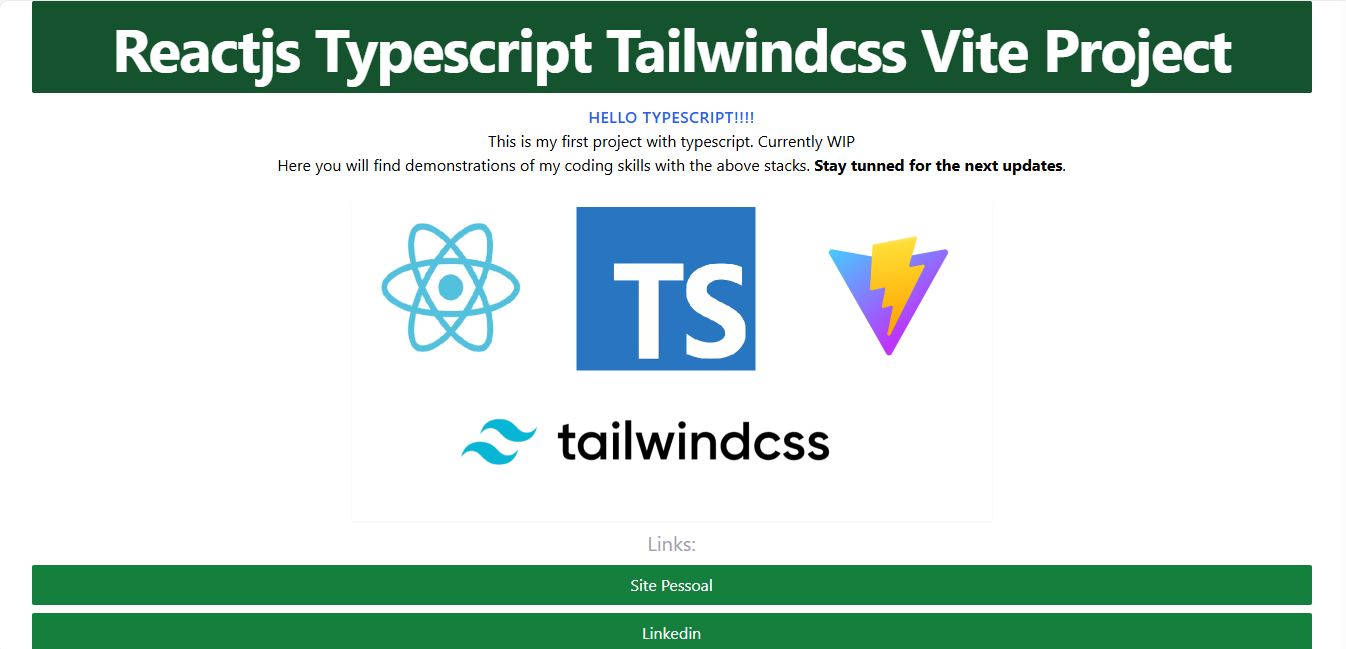 Reactjs Typescript Tailwindcss Vite Project
HELLO TYPESCRIPT!!!!
This is my first project with typescript. Currently WIP
Here you will find demonstrations of my coding skills with the above stacks. Stay tunned for the next updates.
TS
tailwindcss
Links:
Site Pessoal
Linkedin